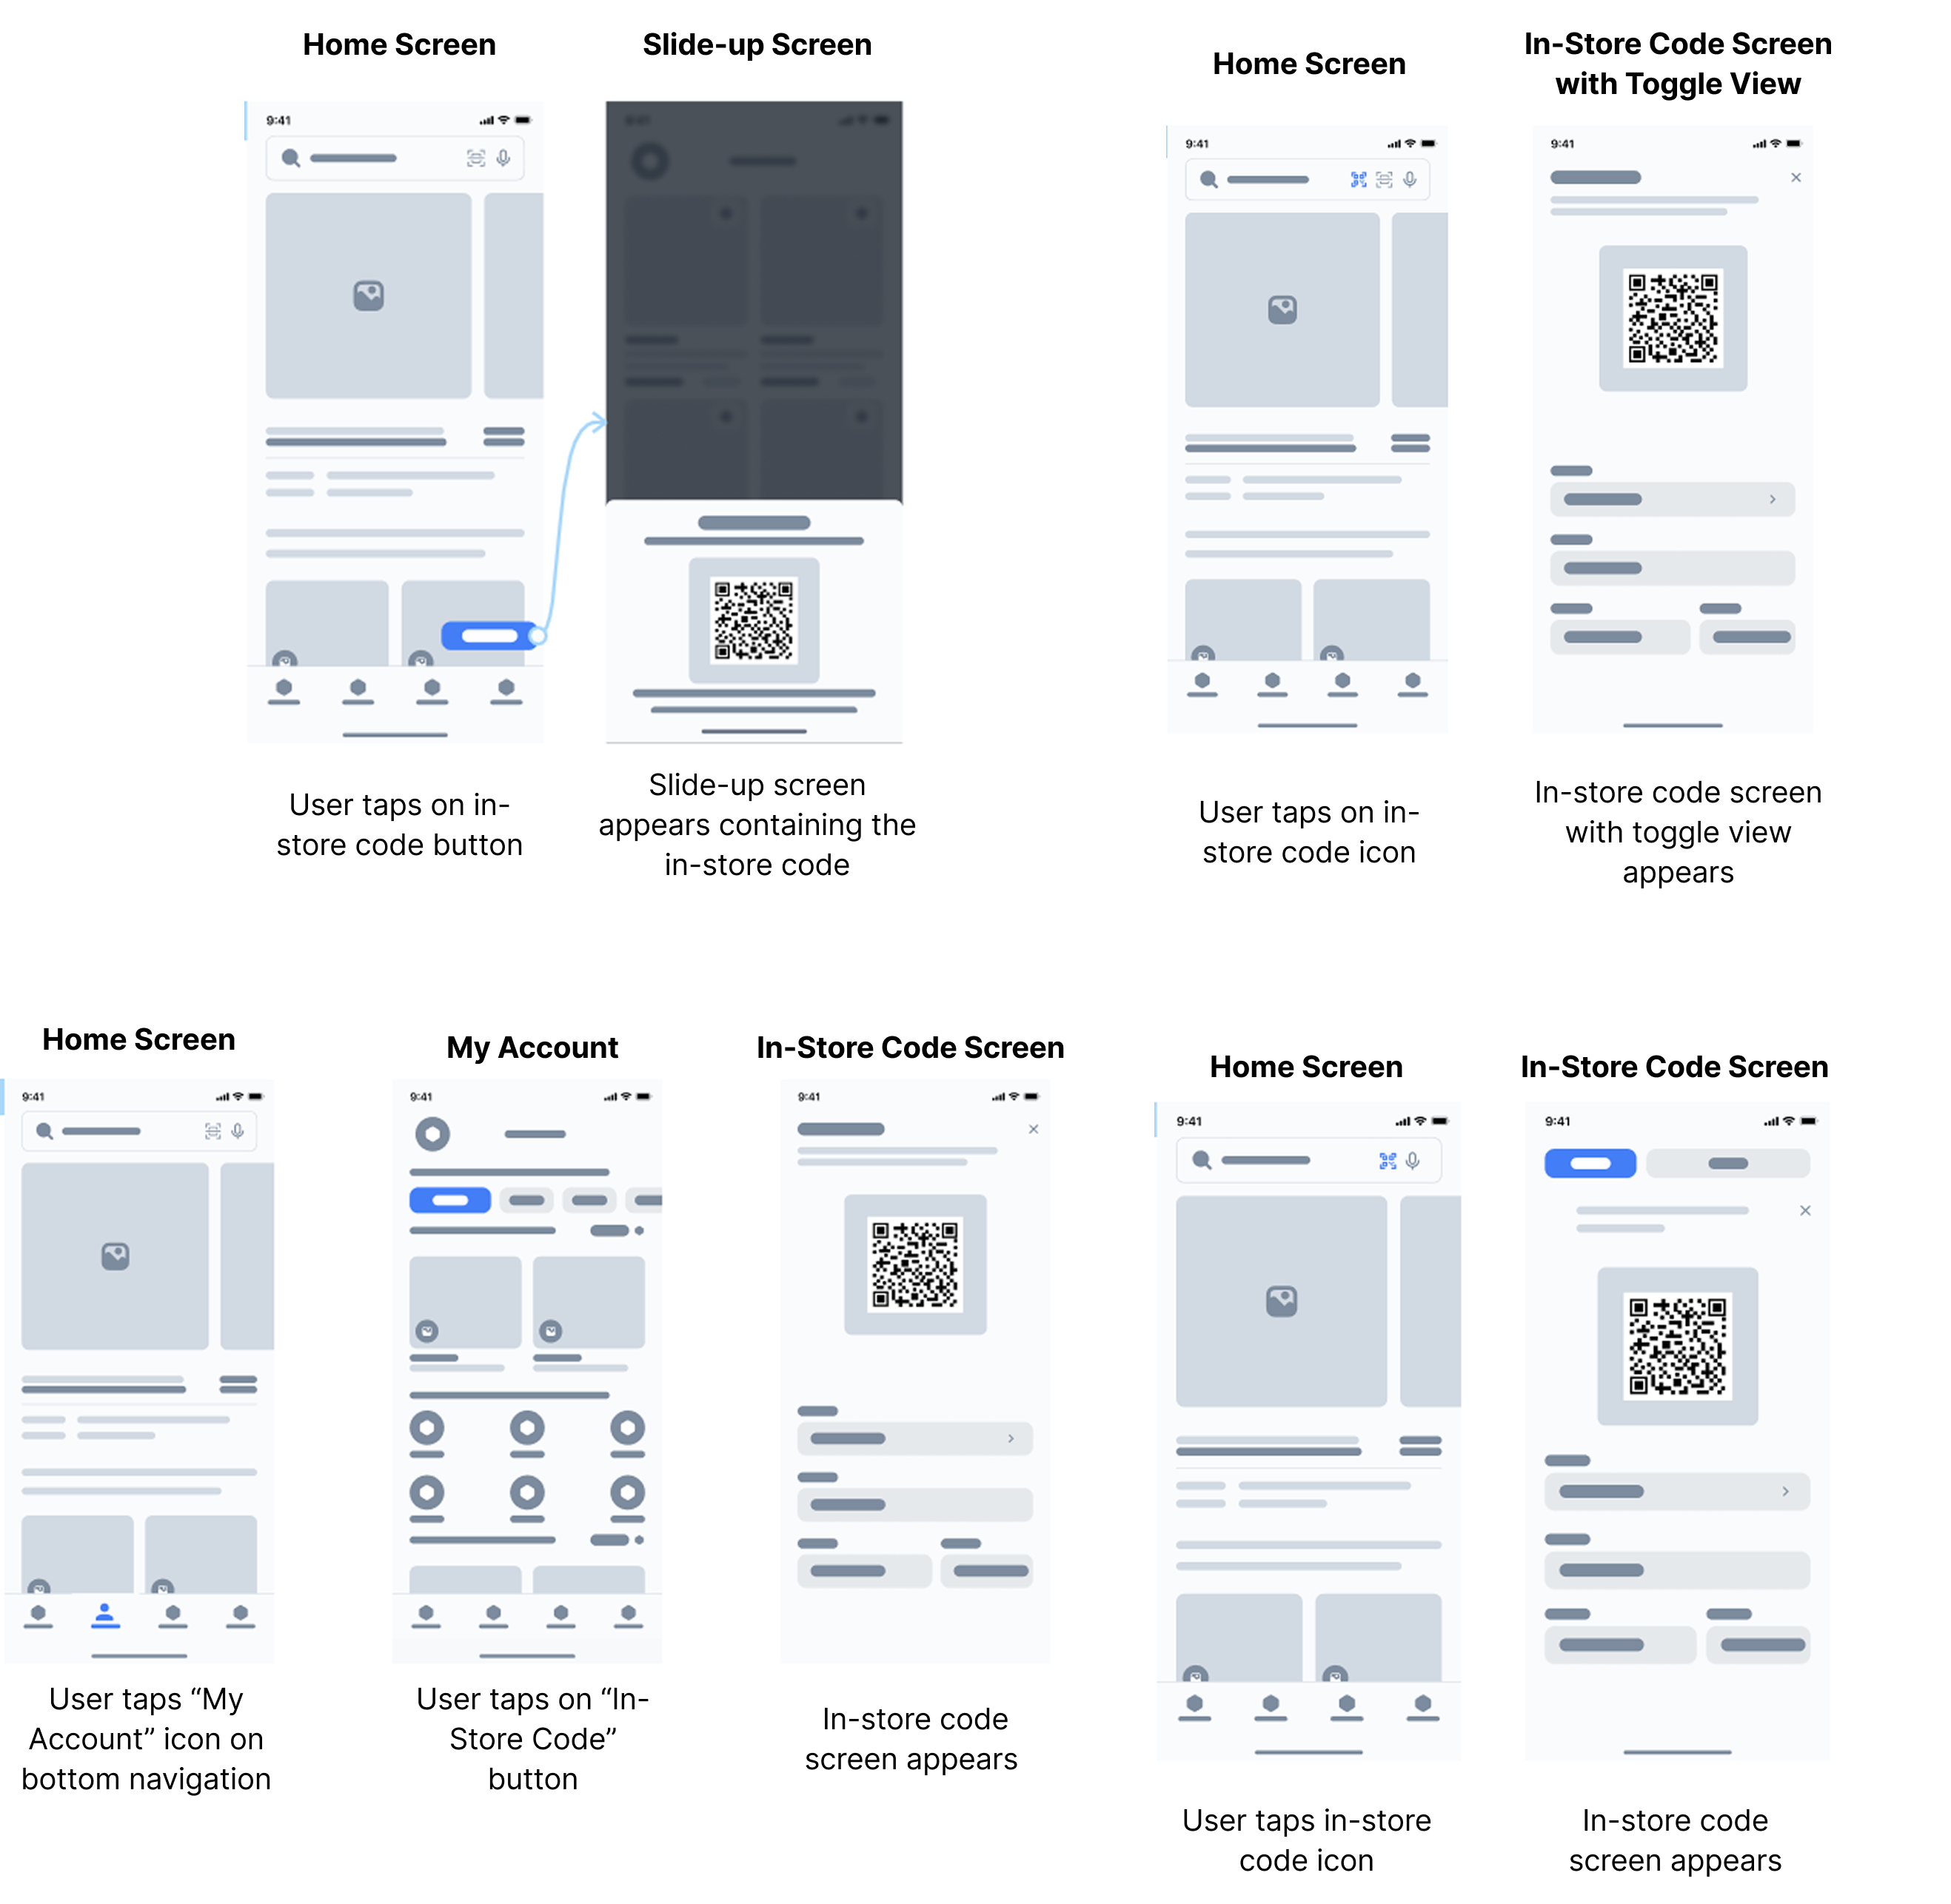 Home Screen
Slide-up Screen
9:41
User taps on in-
store code button
Slide-up screen
appears containing the
in-store code
Home Screen
In-Store Code Screen
with Toggle View
9:41
9:41
User taps on in-
store code icon
In-store code screen
with toggle view
appears
Home Screen
My Account
In-Store Code Screen
9:41
9:41
9:41
User taps “My
Account” icon on
bottom navigation
User taps on “In-
Store Code”
button
In-store code
screen appears
Home Screen
In-Store Code Screen
9:41
9:41
User taps in-store
code icon
In-store code
screen appears